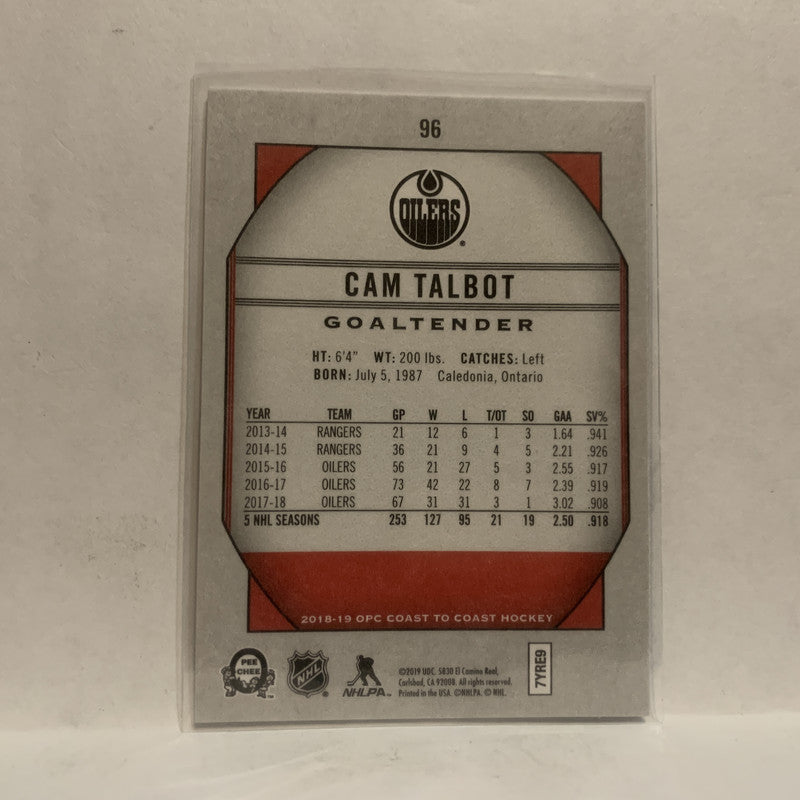 96
OILERS
CAM TALBOT
GOALTENDER
HT: 6'4" WT: 200 lbs. CATCHES: Left
BORN: July 5, 1987 Caledonia, Ontario
YEAR TEAM GP W L T/OT SO GAA SV%
2013-14 RANGERS 21 12 6 1 3 1.64 .941
2014-15 RANGERS 36 21 9 4 5 2.21 .926
2015-16 OILERS 56 21 27 5 3 2.55 .917
2016-17 OILERS 73 42 22 8 7 2.39 .919
2017-18 OILERS 67 31 31 3 1 3.02 .908
5 NHL SEASONS 253 127 95 21 19 2.50 .918
2018-19 OPC COAST TO COAST HOCKEY
PEE CHEE
NHL
NHLPA
©2019 UDC. 5830 El Camino Real,
Carlsbad, CA 92008. All rights reserved.
Printed in the USA. ©NHLPA. © NHL.
7YRE9